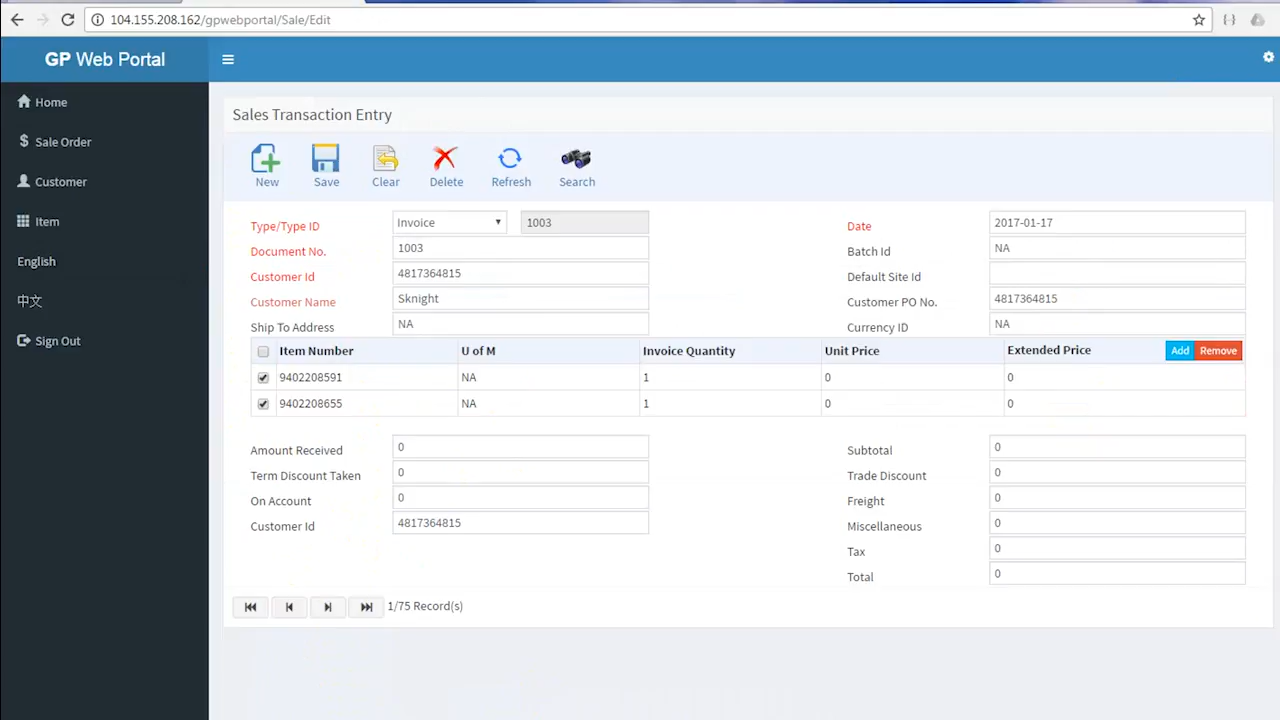 104.155.208.162/gpwebportal/Sale/Edit
GP Web Portal
Home
Sale Order
Customer
Item
English
中文
Sign Out
Sales Transaction Entry
New Save Clear Delete Refresh Search
Type/Type ID Invoice 1003 Date 2017-01-17
Document No. 1003 Batch Id NA
Customer Id 4817364815 Default Site Id
Customer Name Sknight Customer PO No. 4817364815
Ship To Address NA Currency ID NA
Item Number U of M Invoice Quantity Unit Price Extended Price Add Remove
9402208591 NA 1 0 0
9402208655 NA 1 0 0
Amount Received 0 Subtotal 0
Term Discount Taken 0 Trade Discount 0
On Account 0 Freight 0
Customer Id 4817364815 Miscellaneous 0
Tax 0
Total 0
1/75 Record(s)